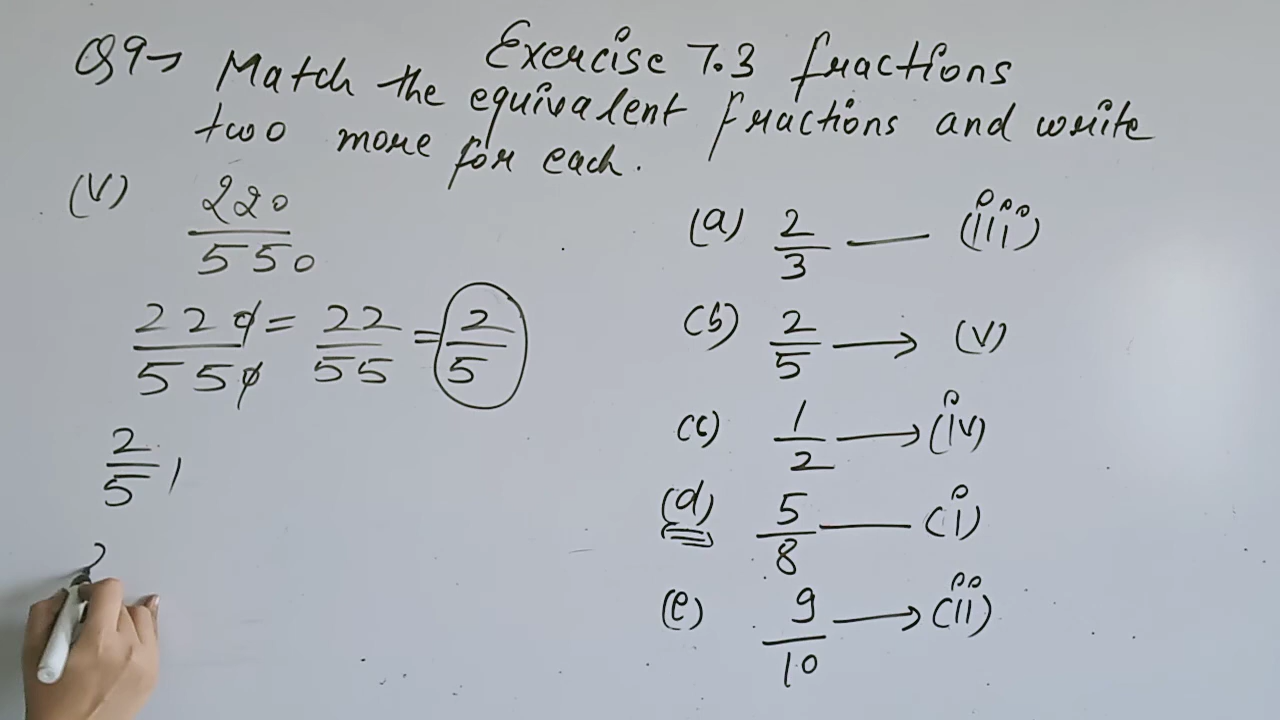 Exercise 7.3 fractions
Q9→ Match the equivalent fractions and write
two more for each.
(V) 220/550
220/550 = 22/55 = 2/5
2/5,
2
(a) 2/3 — (iii)
(b) 2/5 → (V)
(c) 1/2 → (iv)
(d) 5/8 — (i)
(e) 9/10 → (ii)